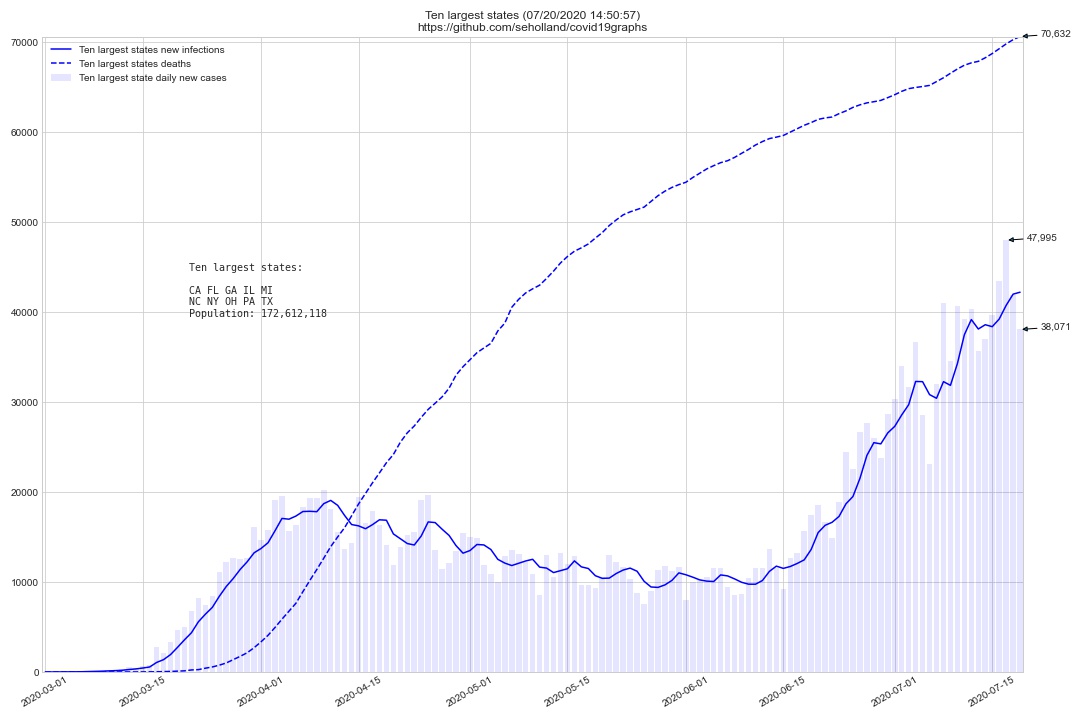 Ten largest states (07/20/2020 14:50:57)
https://github.com/seholland/covid19graphs
Ten largest states new infections
Ten largest states deaths
Ten largest state daily new cases
70,632
47,995
38,071
Ten largest states:
CA FL GA IL MI
NC NY OH PA TX
Population: 172,612,118
70000
60000
50000
40000
30000
20000
10000
0
2020-03-01
2020-03-15
2020-04-01
2020-04-15
2020-05-01
2020-05-15
2020-06-01
2020-06-15
2020-07-01
2020-07-15